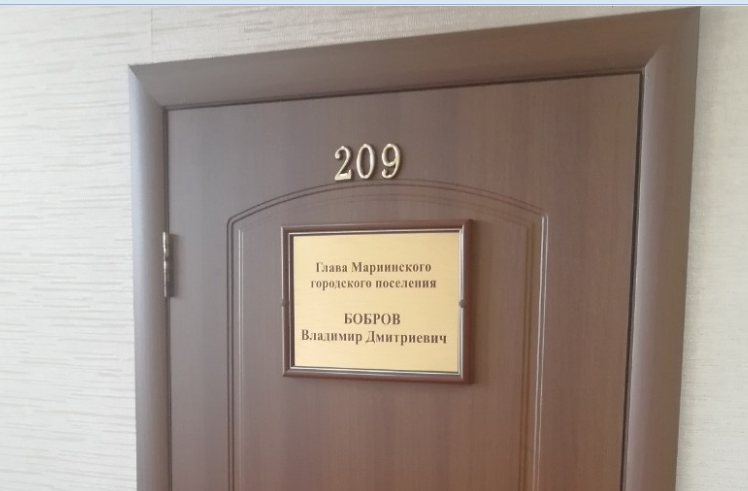 209
Глава Мариинского
городского поселения
БОБРОВ
Владимир Дмитриевич